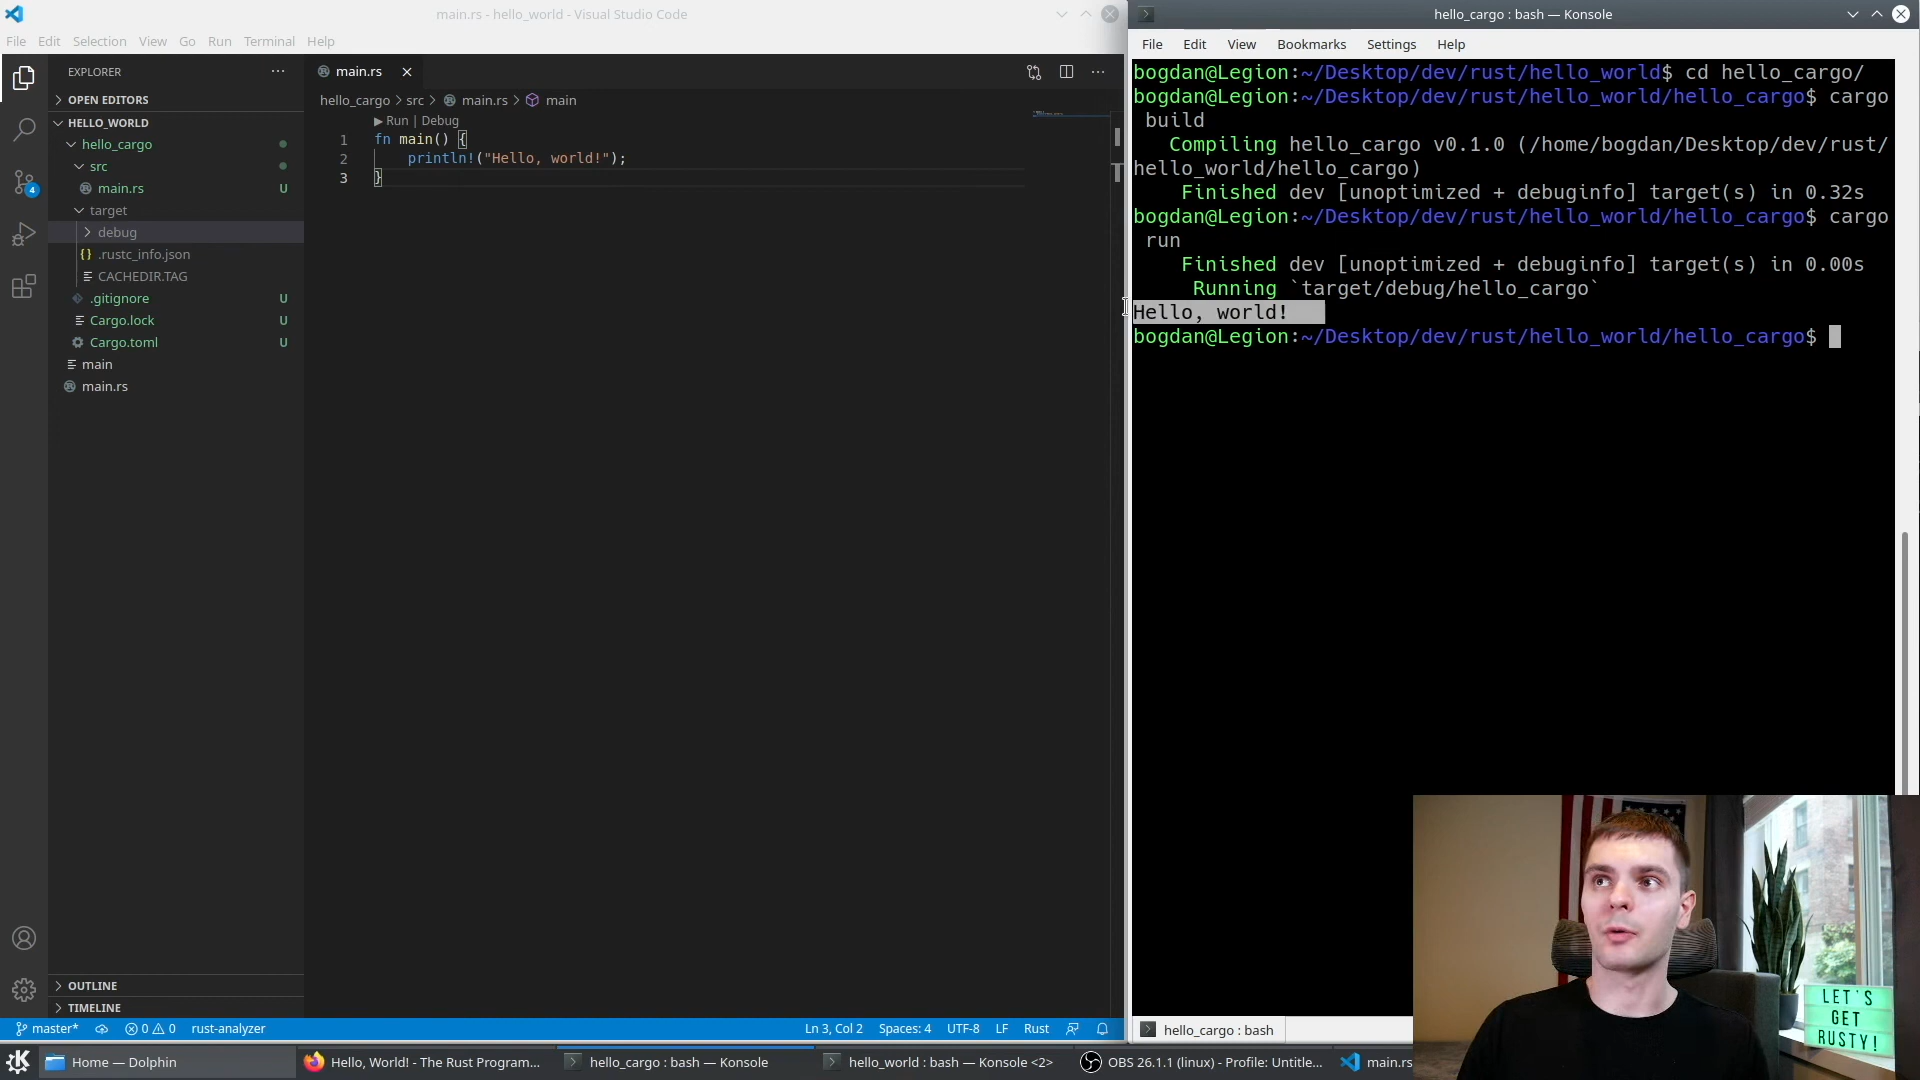 main.rs - hello_world - Visual Studio Code
File Edit Selection View Go Run Terminal Help
EXPLORER
OPEN EDITORS
HELLO_WORLD
hello_cargo
src
main.rs U
target
debug
.rustc_info.json
CACHEDIR.TAG
.gitignore U
Cargo.lock U
Cargo.toml U
main
main.rs
OUTLINE
TIMELINE
4
main.rs
hello_cargo > src > main.rs > main
Run | Debug
1 fn main() {
2 println!("Hello, world!");
3 }
master* 0 0 rust-analyzer Ln 3, Col 2 Spaces: 4 UTF-8 LF Rust
hello_cargo : bash — Konsole
File Edit View Bookmarks Settings Help
bogdan@Legion:~/Desktop/dev/rust/hello_world$ cd hello_cargo/
bogdan@Legion:~/Desktop/dev/rust/hello_world/hello_cargo$ cargo
build
Compiling hello_cargo v0.1.0 (/home/bogdan/Desktop/dev/rust/
hello_world/hello_cargo)
Finished dev [unoptimized + debuginfo] target(s) in 0.32s
bogdan@Legion:~/Desktop/dev/rust/hello_world/hello_cargo$ cargo
run
Finished dev [unoptimized + debuginfo] target(s) in 0.00s
Running `target/debug/hello_cargo`
Hello, world!
bogdan@Legion:~/Desktop/dev/rust/hello_world/hello_cargo$
LET'S
GET
RUSTY!
hello_cargo : bash
Home — Dolphin Hello, World! - The Rust Program... hello_cargo : bash — Konsole hello_world : bash — Konsole <2> OBS 26.1.1 (linux) - Profile: Untitle... main.rs